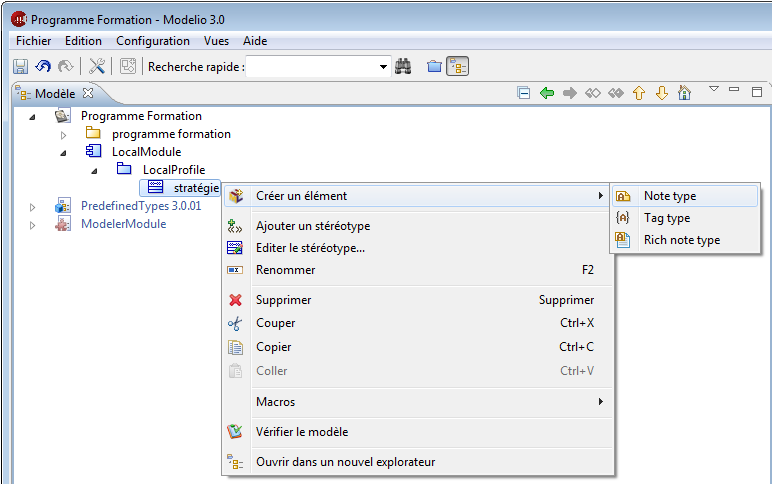 Programme Formation - Modelio 3.0
Fichier Edition Configuration Vues Aide
Recherche rapide :
Modèle
Programme Formation
programme formation
LocalModule
LocalProfile
stratégie
PredefinedTypes 3.0.01
ModelerModule
Créer un élément
Ajouter un stéréotype
Editer le stéréotype...
Renommer F2
Supprimer Supprimer
Couper Ctrl+X
Copier Ctrl+C
Coller Ctrl+V
Macros
Vérifier le modèle
Ouvrir dans un nouvel explorateur
Note type
Tag type
Rich note type